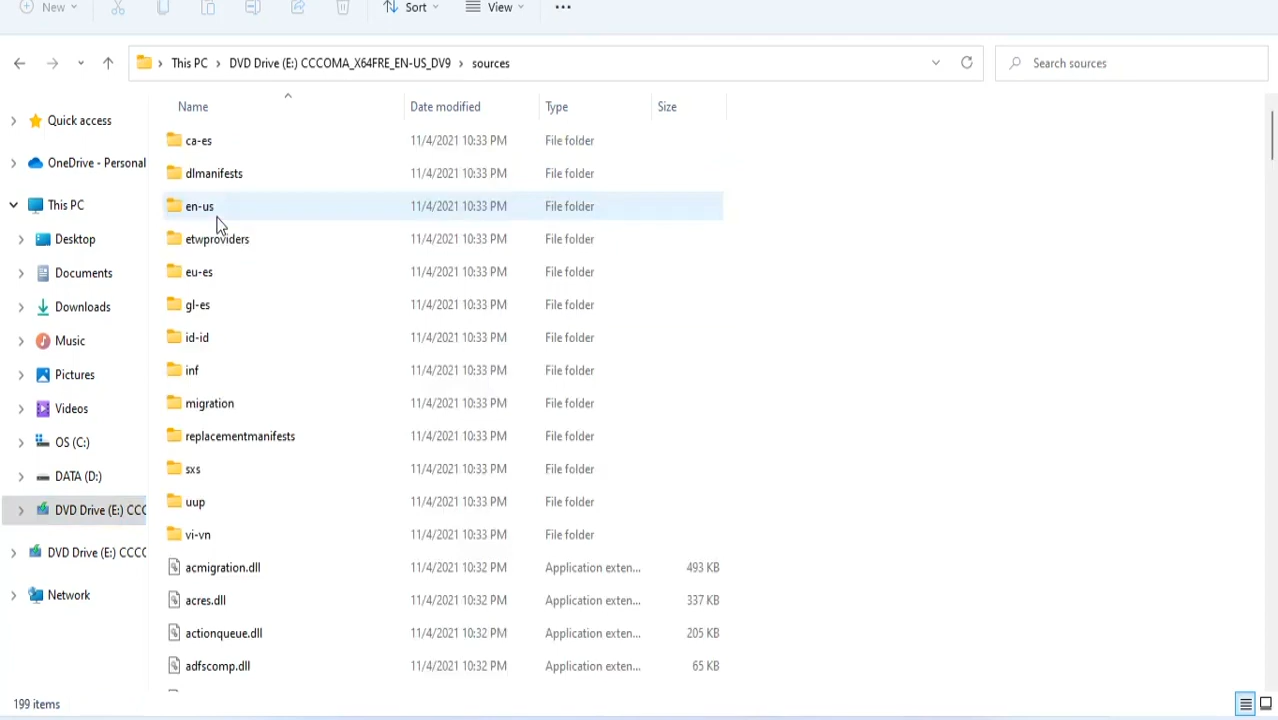 New
Sort
View
This PC > DVD Drive (E:) CCCOMA_X64FRE_EN-US_DV9 > sources
Search sources
Quick access
OneDrive - Personal
This PC
Desktop
Documents
Downloads
Music
Pictures
Videos
OS (C:)
DATA (D:)
DVD Drive (E:) CCC
DVD Drive (E:) CCCC
Network
Name Date modified Type Size
ca-es 11/4/2021 10:33 PM File folder
dlmanifests 11/4/2021 10:33 PM File folder
en-us 11/4/2021 10:33 PM File folder
etwproviders 11/4/2021 10:33 PM File folder
eu-es 11/4/2021 10:33 PM File folder
gl-es 11/4/2021 10:33 PM File folder
id-id 11/4/2021 10:33 PM File folder
inf 11/4/2021 10:33 PM File folder
migration 11/4/2021 10:33 PM File folder
replacementmanifests 11/4/2021 10:33 PM File folder
sxs 11/4/2021 10:33 PM File folder
uup 11/4/2021 10:33 PM File folder
vi-vn 11/4/2021 10:33 PM File folder
acmigration.dll 11/4/2021 10:32 PM Application exten... 493 KB
acres.dll 11/4/2021 10:32 PM Application exten... 337 KB
actionqueue.dll 11/4/2021 10:32 PM Application exten... 205 KB
adfscomp.dll 11/4/2021 10:32 PM Application exten... 65 KB
199 items